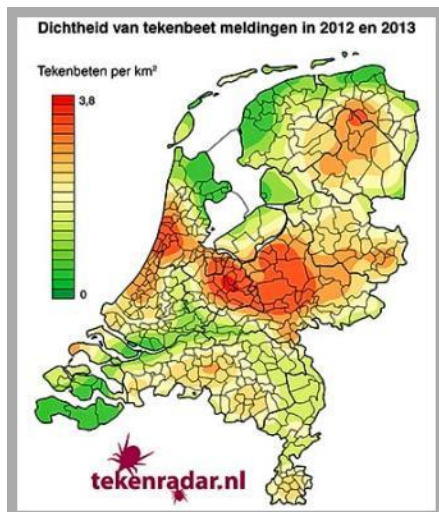 Dichtheid van tekenbeet meldingen in 2012 en 2013
Tekenbeten per km²
3,8
0
tekenradar.nl